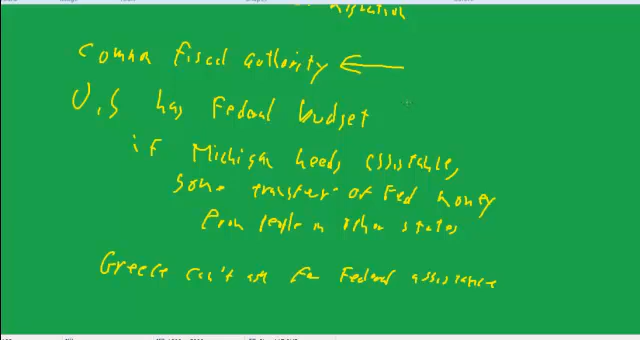 Common fiscal authority
U.S has Federal budget
if Michigan needs assistance,
some transfer of Fed money
from people in other states
Greece can't ask for Federal assistance